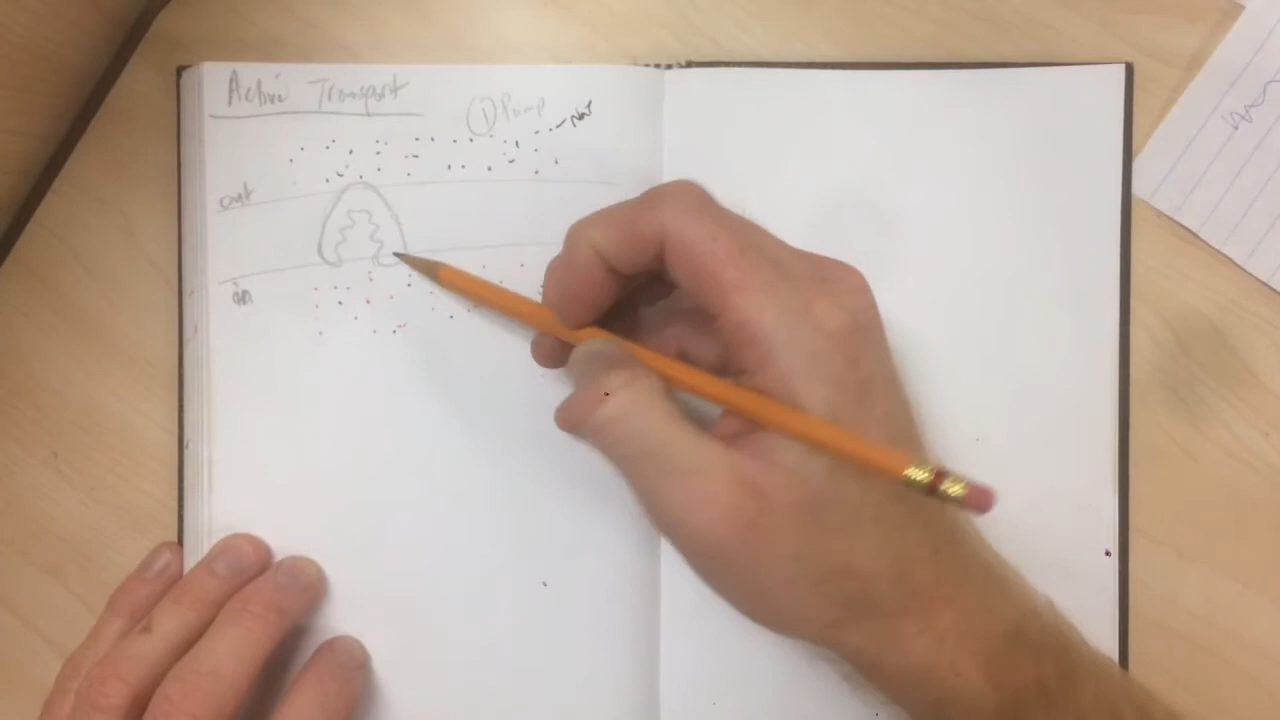 Active Transport
① Pump
Na+
out
in